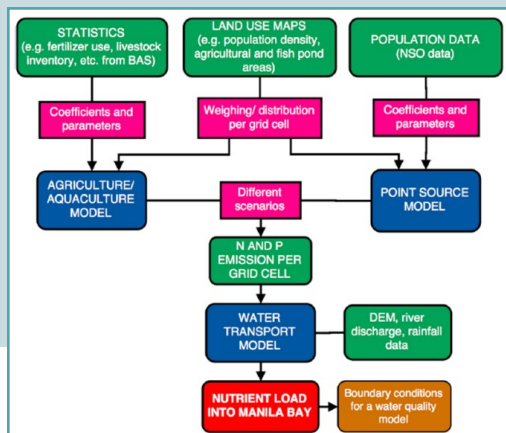 STATISTICS
(e.g. fertilizer use, livestock
inventory, etc. from BAS)
LAND USE MAPS
(e.g. population density,
agricultural and fish pond
areas)
POPULATION DATA
(NSO data)
Coefficients and
parameters
Weighing/ distribution
per grid cell
Coefficients and
parameters
AGRICULTURE/
AQUACULTURE
MODEL
Different
scenarios
POINT SOURCE
MODEL
N AND P
EMISSION PER
GRID CELL
WATER
TRANSPORT
MODEL
DEM, river
discharge,
rainfall
data
NUTRIENT LOAD
INTO MANILA BAY
Boundary conditions
for a water quality
model